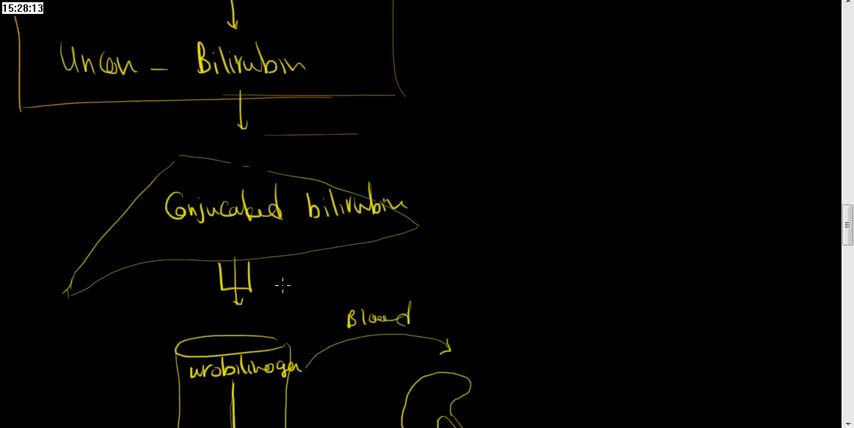 15:28:13
Uncon - Bilirubin
Conjucated bilirubin
Blood
urobilinogen